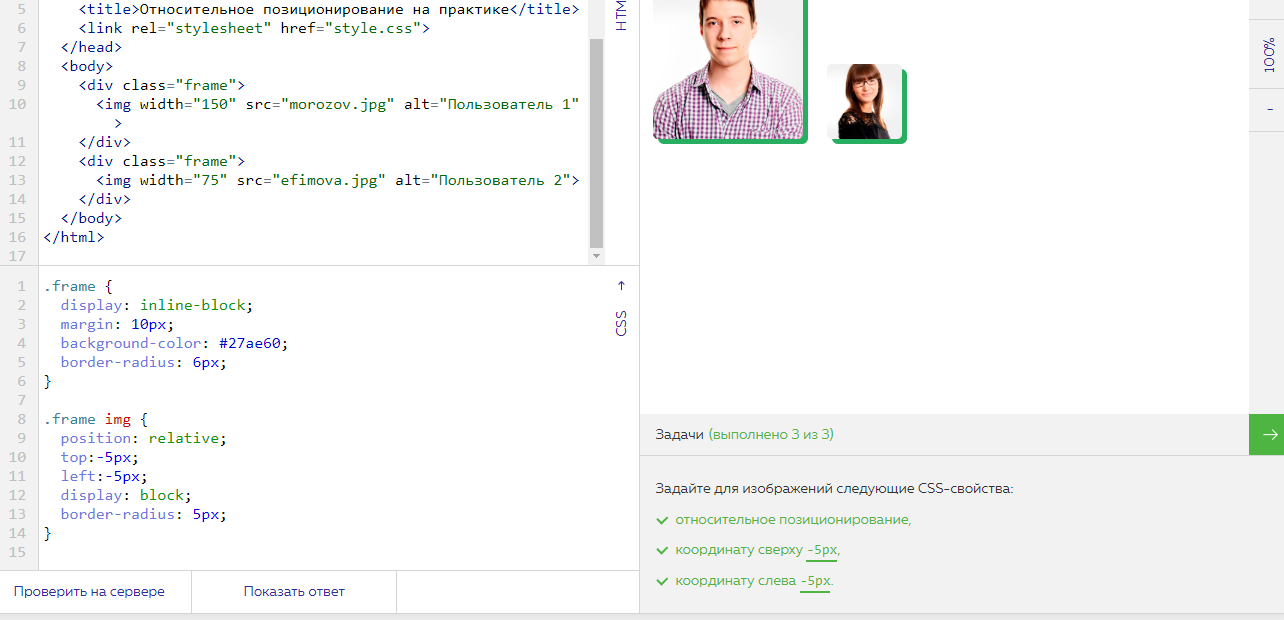 5 <title>Относительное позиционирование на практике</title>
6 <link rel="stylesheet" href="style.css">
7 </head>
8 <body>
9 <div class="frame">
10 <img width="150" src="morozov.jpg" alt="Пользователь 1"
>
11 </div>
12 <div class="frame">
13 <img width="75" src="efimova.jpg" alt="Пользователь 2">
14 </div>
15 </body>
16 </html>
17
HTM
1 .frame {
2 display: inline-block;
3 margin: 10px;
4 background-color: #27ae60;
5 border-radius: 6px;
6 }
7
8 .frame img {
9 position: relative;
10 top:-5px;
11 left:-5px;
12 display: block;
13 border-radius: 5px;
14 }
15
↑
CSS
Проверить на сервере
Показать ответ
100%
-
Задачи (выполнено 3 из 3)
→
Задайте для изображений следующие CSS-свойства:
относительное позиционирование,
координату сверху -5px,
координату слева -5px.